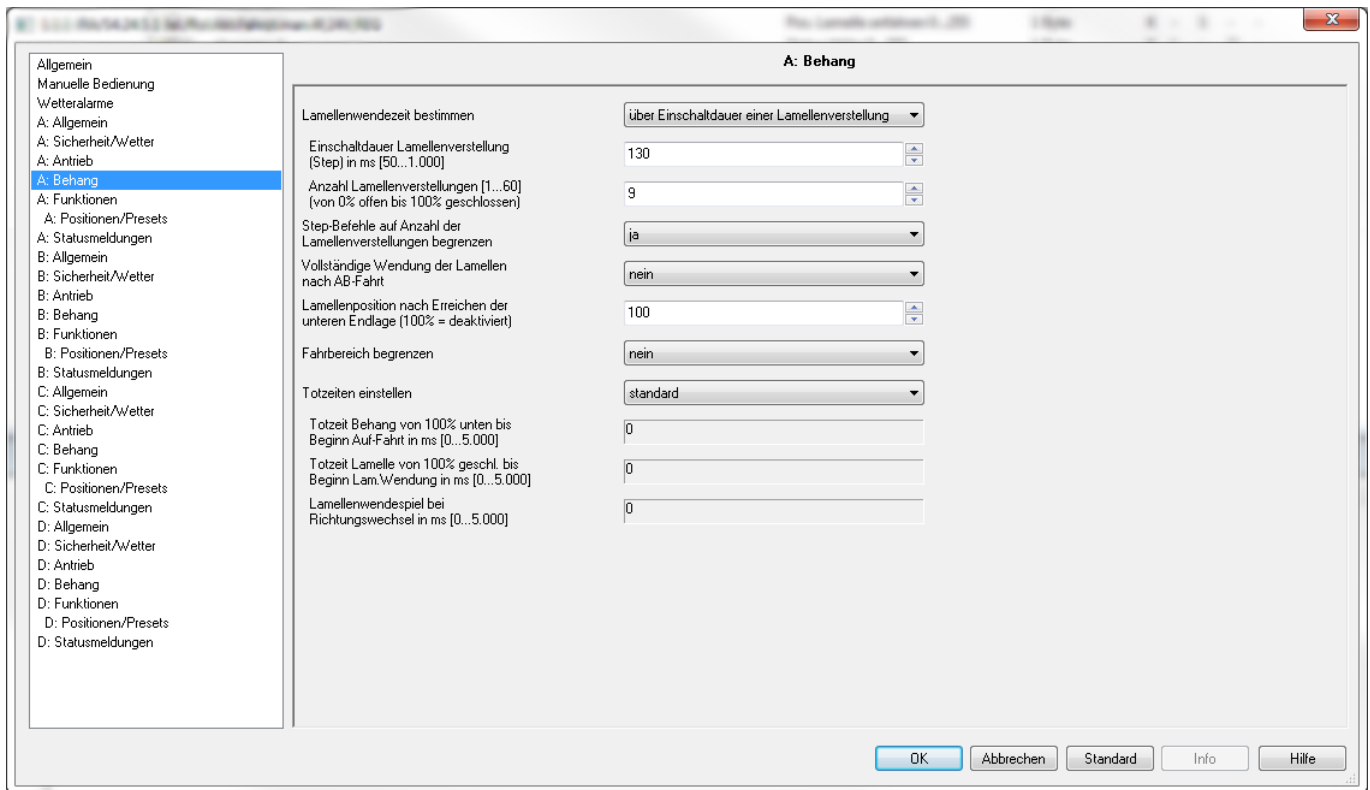 A: Behang
Allgemein
Manuelle Bedienung
Wetteralarme
A: Allgemein
A: Sicherheit/Wetter
A: Antrieb
A: Behang
A: Funktionen
A: Positionen/Presets
A: Statusmeldungen
B: Allgemein
B: Sicherheit/Wetter
B: Antrieb
B: Behang
B: Funktionen
B: Positionen/Presets
B: Statusmeldungen
C: Allgemein
C: Sicherheit/Wetter
C: Antrieb
C: Behang
C: Funktionen
C: Positionen/Presets
C: Statusmeldungen
D: Allgemein
D: Sicherheit/Wetter
D: Antrieb
D: Behang
D: Funktionen
D: Positionen/Presets
D: Statusmeldungen
Lamellenwendezeit bestimmen
über Einschaltdauer einer Lamellenverstellung
Einschaltdauer Lamellenverstellung
(Step) in ms [50...1.000]
130
Anzahl Lamellenverstellungen [1...60]
(von 0% offen bis 100% geschlossen)
9
Step-Befehle auf Anzahl der
Lamellenverstellungen begrenzen
ja
Vollständige Wendung der Lamellen
nach AB-Fahrt
nein
Lamellenposition nach Erreichen der
unteren Endlage (100% = deaktiviert)
100
Fahrbereich begrenzen
nein
Totzeiten einstellen
standard
Totzeit Behang von 100% unten bis
Beginn Auf-Fahrt in ms [0...5.000]
0
Totzeit Lamelle von 100% geschl. bis
Beginn Lam.Wendung in ms [0...5.000]
0
Lamellenwendespiel bei
Richtungswechsel in ms [0...5.000]
0
OK
Abbrechen
Standard
Info
Hilfe